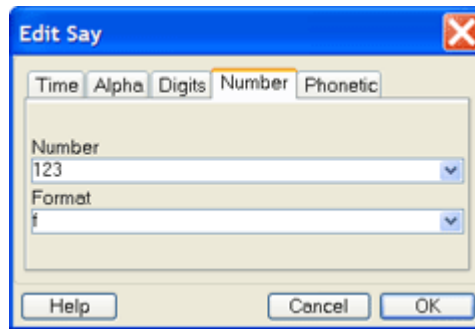 Edit Say
Time Alpha Digits Number Phonetic
Number
123
Format
f
Help Cancel OK